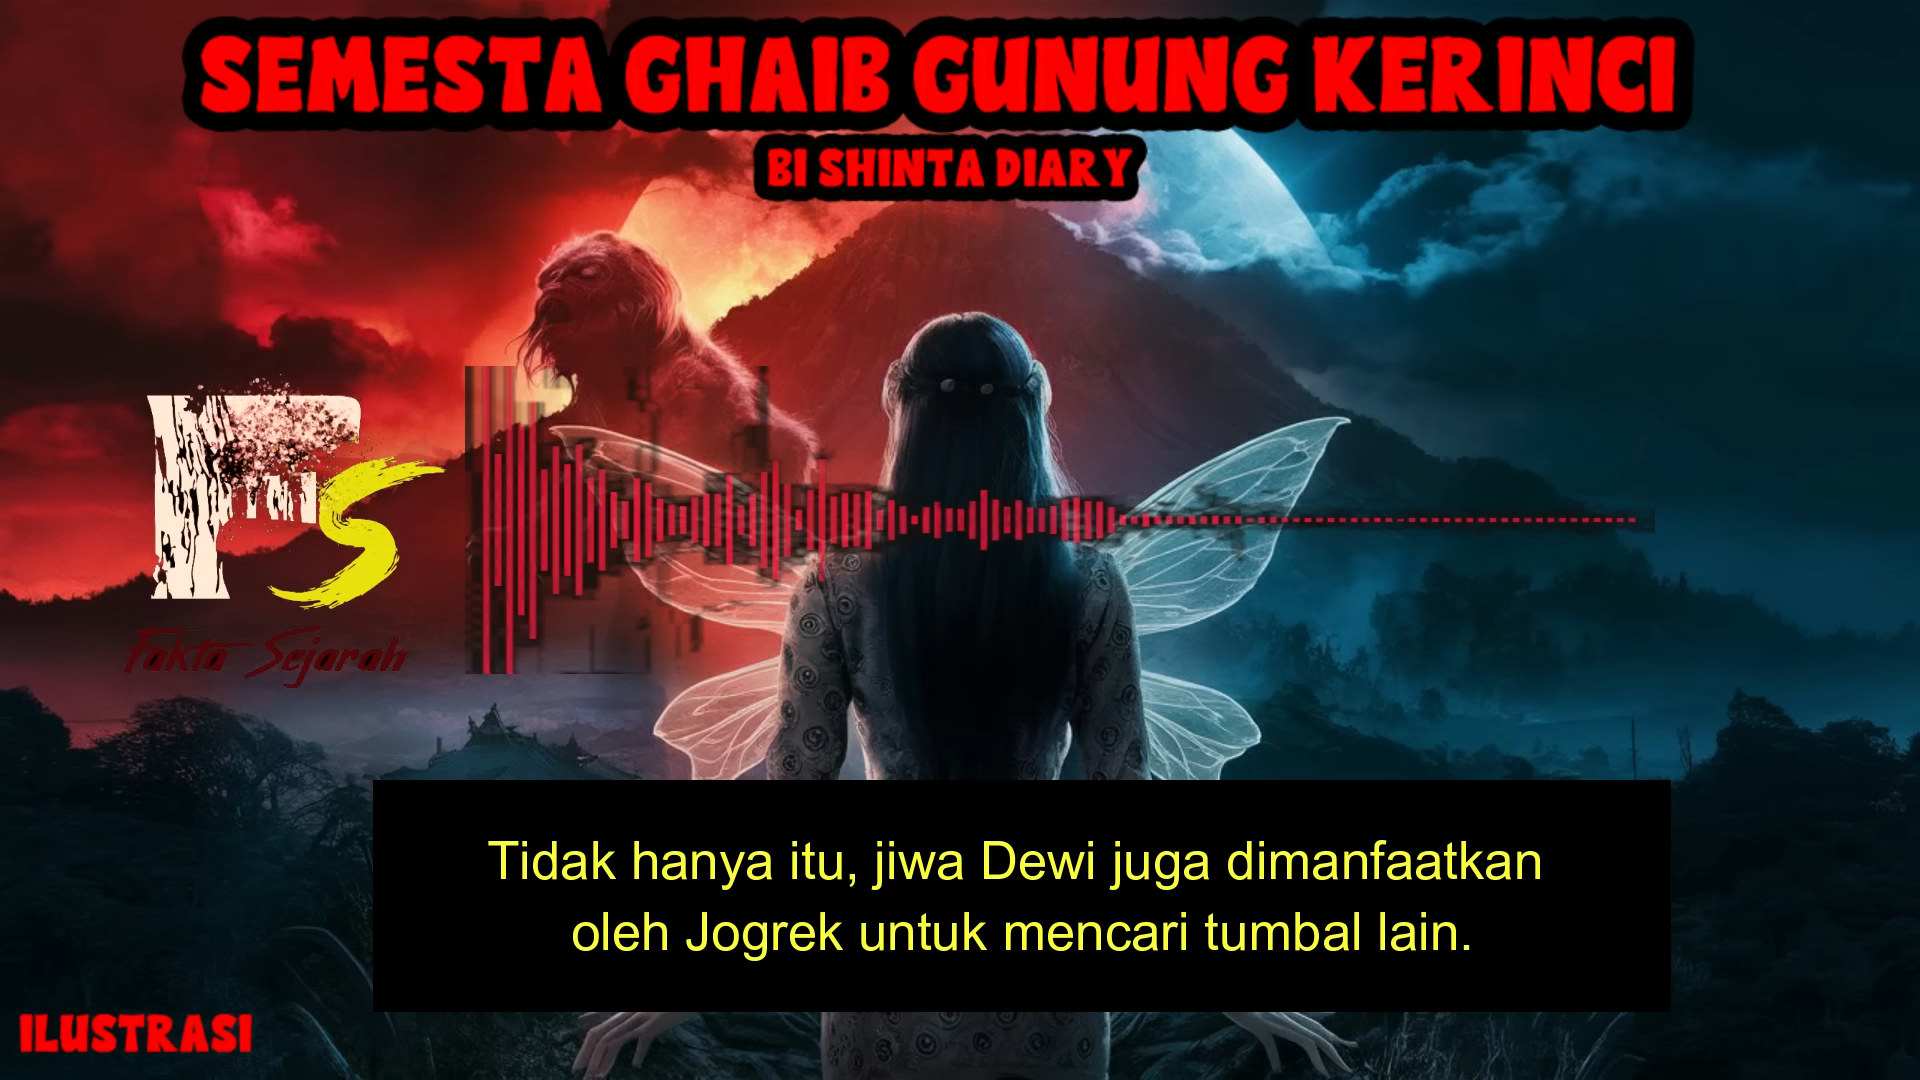 SEMESTA GHAIB GUNUNG KERINCI
BI SHINTA DIARY
FS
Fakta Sejarah
Tidak hanya itu, jiwa Dewi juga dimanfaatkan
oleh Jogrek untuk mencari tumbal lain.
ILUSTRASI